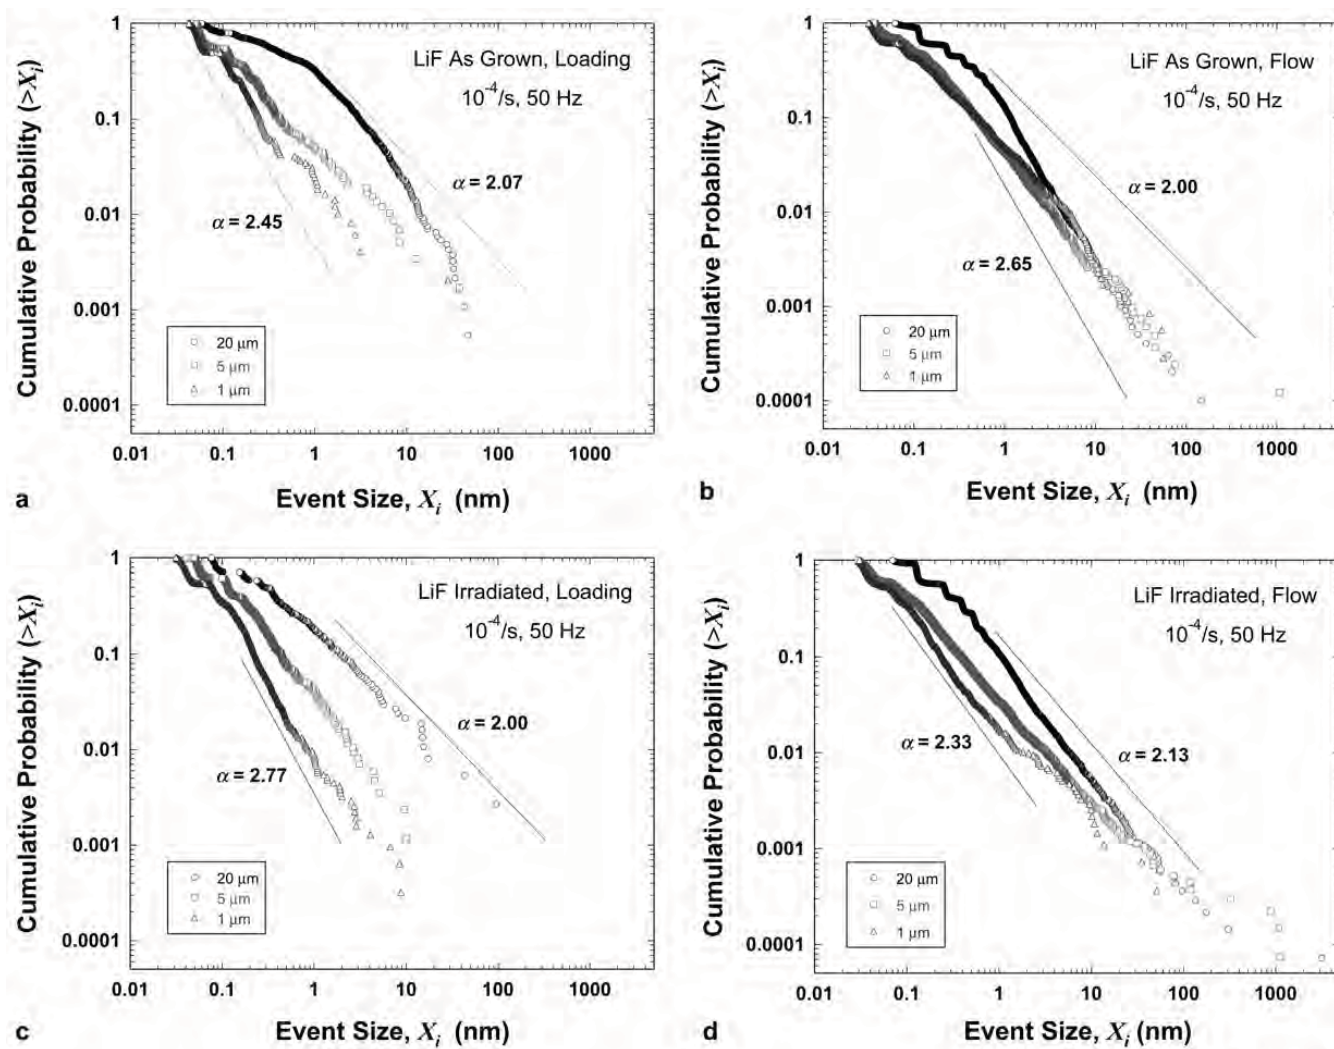 LiF As Grown, Loading
10⁻⁴/s, 50 Hz
α = 2.07
α = 2.45
20 μm
5 μm
1 μm
Cumulative Probability (>Xᵢ)
1
0.1
0.01
0.001
0.0001
0.01 0.1 1 10 100 1000
Event Size, Xᵢ (nm)
a
LiF As Grown, Flow
10⁻⁴/s, 50 Hz
α = 2.00
α = 2.65
20 μm
5 μm
1 μm
Cumulative Probability (>Xᵢ)
1
0.1
0.01
0.001
0.0001
0.01 0.1 1 10 100 1000
Event Size, Xᵢ (nm)
b
LiF Irradiated, Loading
10⁻⁴/s, 50 Hz
α = 2.00
α = 2.77
20 μm
5 μm
1 μm
Cumulative Probability (>Xᵢ)
1
0.1
0.01
0.001
0.0001
0.01 0.1 1 10 100 1000
Event Size, Xᵢ (nm)
c
LiF Irradiated, Flow
10⁻⁴/s, 50 Hz
α = 2.33
α = 2.13
20 μm
5 μm
1 μm
Cumulative Probability (>Xᵢ)
1
0.1
0.01
0.001
0.0001
0.01 0.1 1 10 100 1000
Event Size, Xᵢ (nm)
d